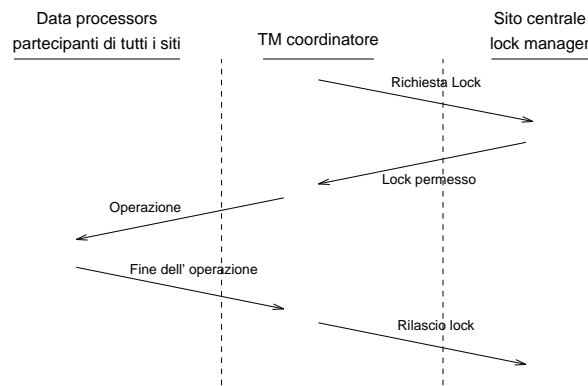 Data processors
partecipanti di tutti i siti
TM coordinatore
Sito centrale
lock manager
Richiesta Lock
Lock permesso
Operazione
Fine dell' operazione
Rilascio lock